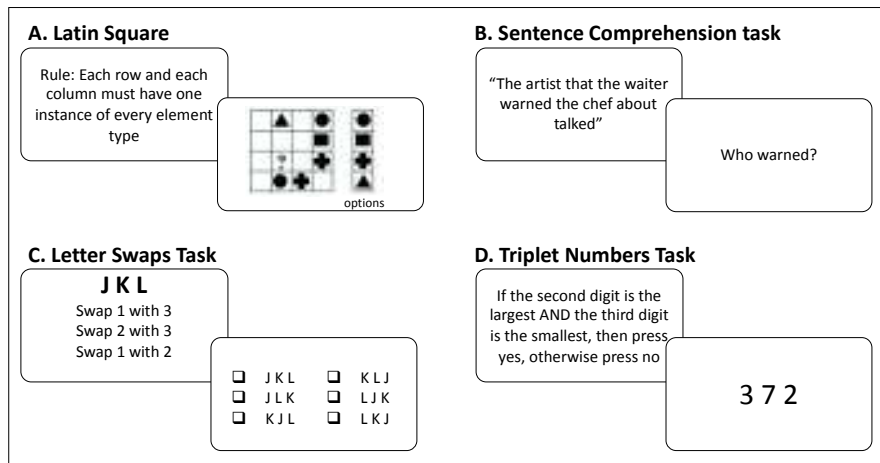 A. Latin Square
Rule: Each row and each
column must have one
instance of every element
type
?
options
B. Sentence Comprehension task
“The artist that the waiter
warned the chef about
talked”
Who warned?
C. Letter Swaps Task
J K L
Swap 1 with 3
Swap 2 with 3
Swap 1 with 2
J K L K L J
J L K L J K
K J L L K J
D. Triplet Numbers Task
If the second digit is the
largest AND the third digit
is the smallest, then press
yes, otherwise press no
3 7 2